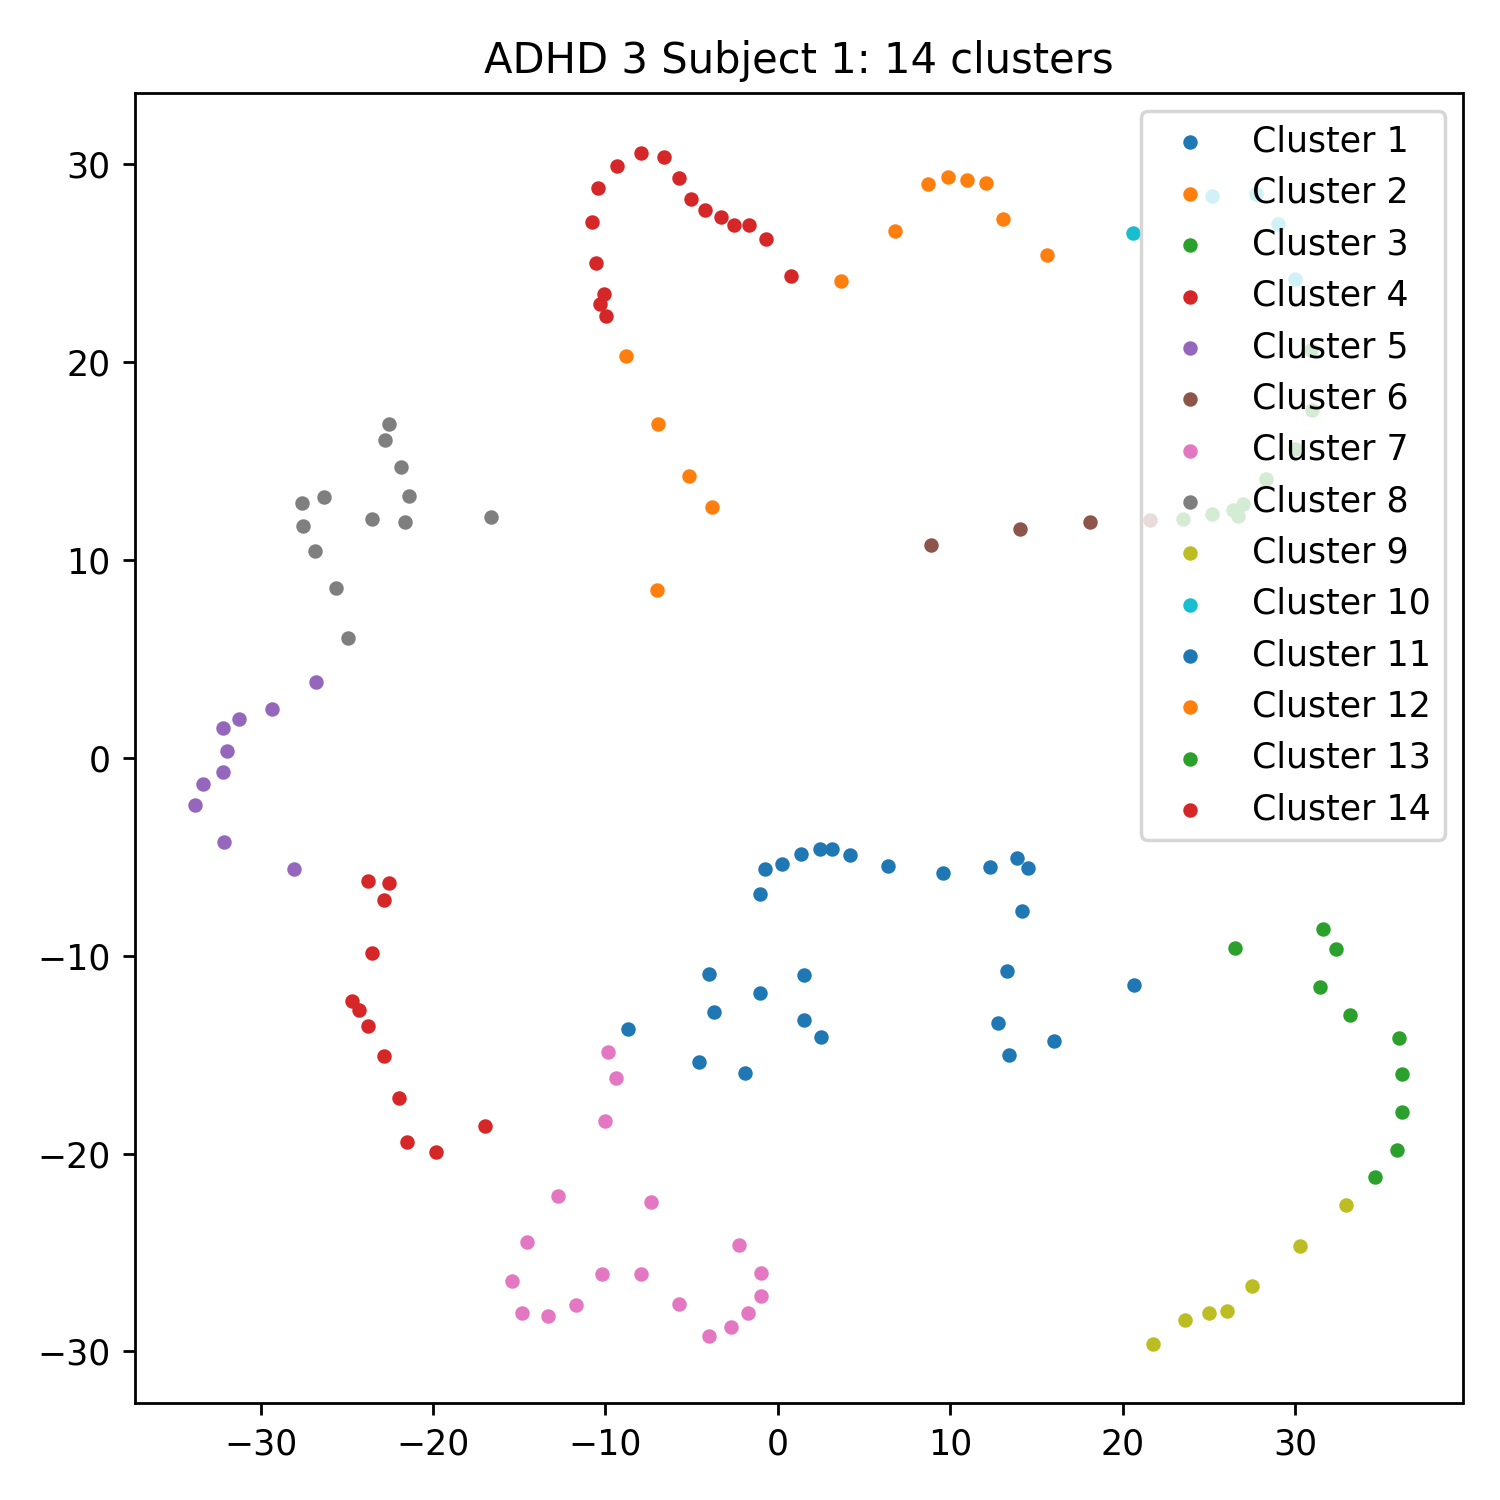 ADHD 3 Subject 1: 14 clusters
30
20
10
0
−10
−20
−30
−30 −20 −10 0 10 20 30
Cluster 1
Cluster 2
Cluster 3
Cluster 4
Cluster 5
Cluster 6
Cluster 7
Cluster 8
Cluster 9
Cluster 10
Cluster 11
Cluster 12
Cluster 13
Cluster 14